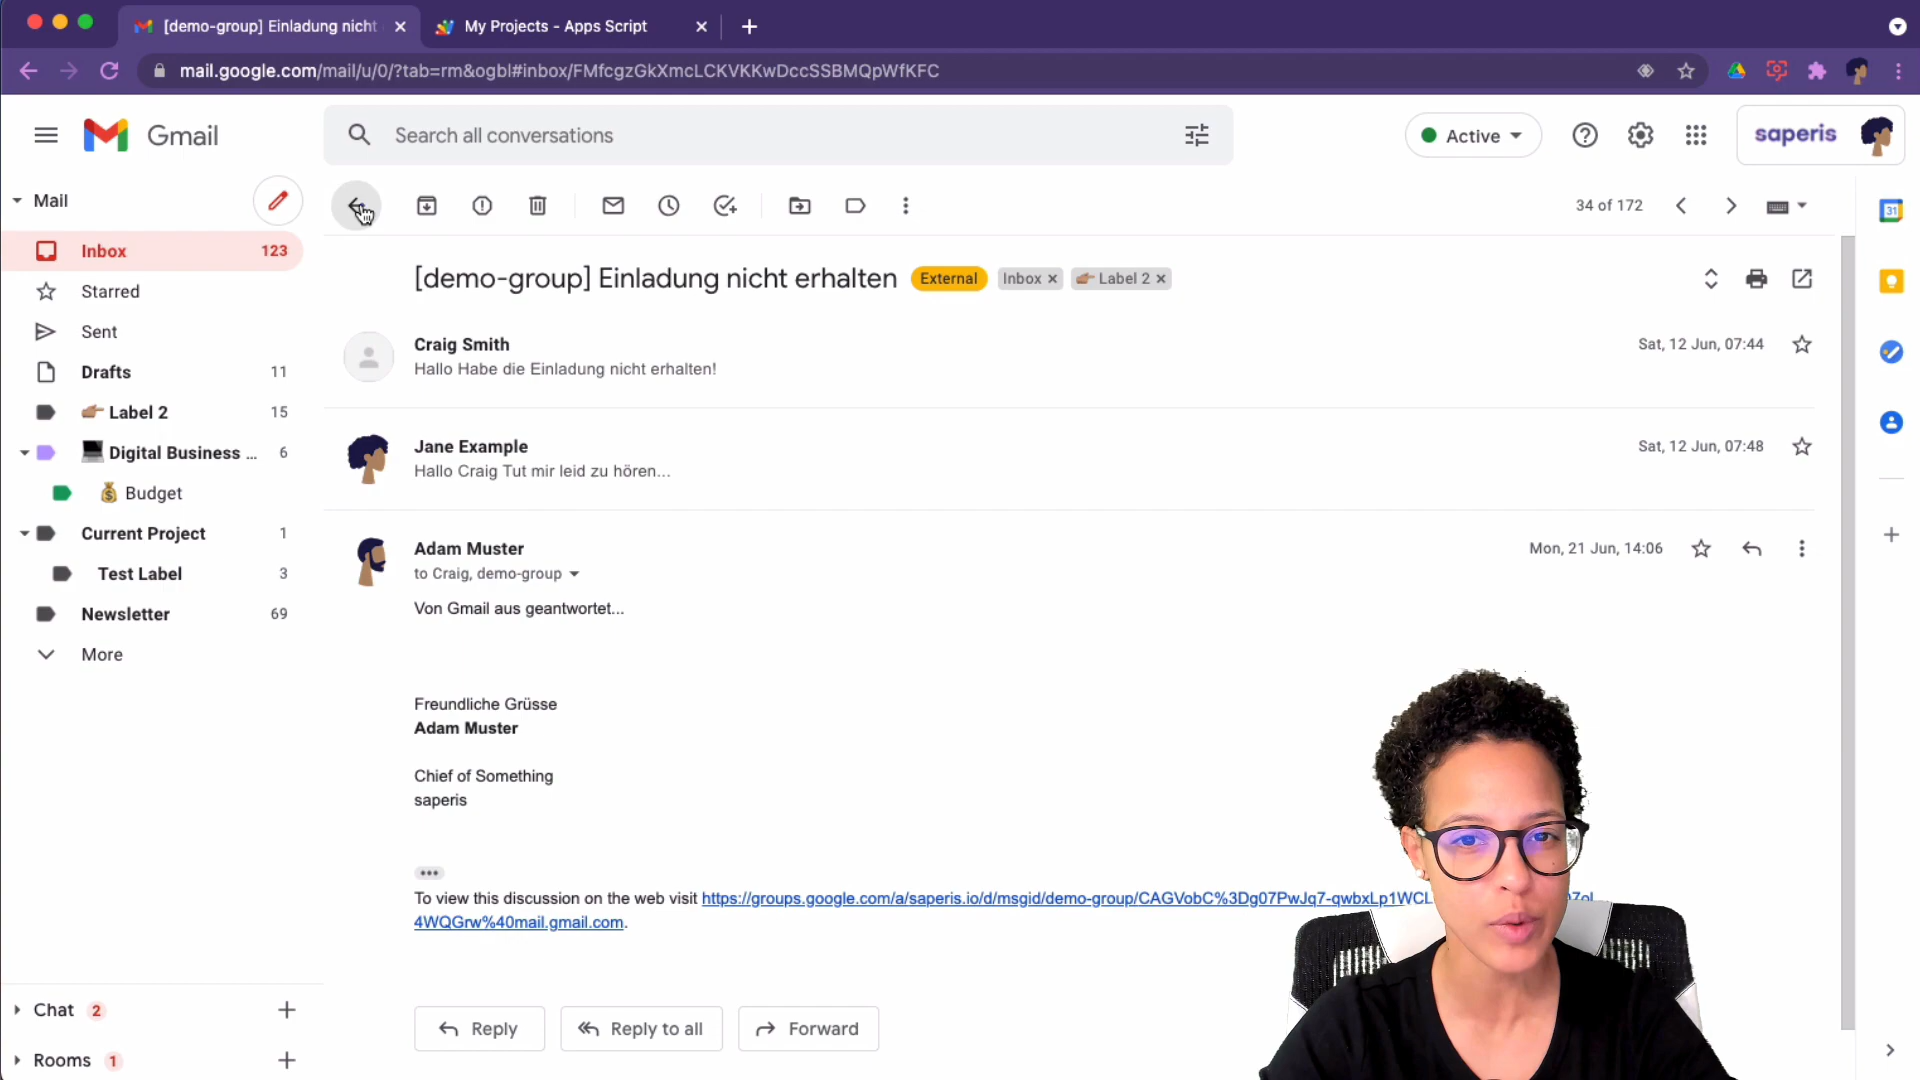 [demo-group] Einladung nicht
My Projects - Apps Script
mail.google.com/mail/u/0/?tab=rm&ogbl#inbox/FMfcgzGkXmcLCKVKKwDccSSBMQpWfKFC
Gmail
Search all conversations
Active
saperis
Mail
34 of 172
Inbox 123
Starred
Sent
Drafts 11
Label 2 15
Digital Business ... 6
Budget
Current Project 1
Test Label 3
Newsletter 69
More
Chat 2
Rooms 1
[demo-group] Einladung nicht erhalten External Inbox Label 2
Craig Smith Sat, 12 Jun, 07:44
Hallo Habe die Einladung nicht erhalten!
Jane Example Sat, 12 Jun, 07:48
Hallo Craig Tut mir leid zu hören...
Adam Muster Mon, 21 Jun, 14:06
to Craig, demo-group
Von Gmail aus geantwortet...
Freundliche Grüsse
Adam Muster
Chief of Something
saperis
To view this discussion on the web visit https://groups.google.com/a/saperis.io/d/msgid/demo-group/CAGVobC%3Dg07PwJq7-qwbxLp1WCL
4WQGrw%40mail.gmail.com.
Reply
Reply to all
Forward
31